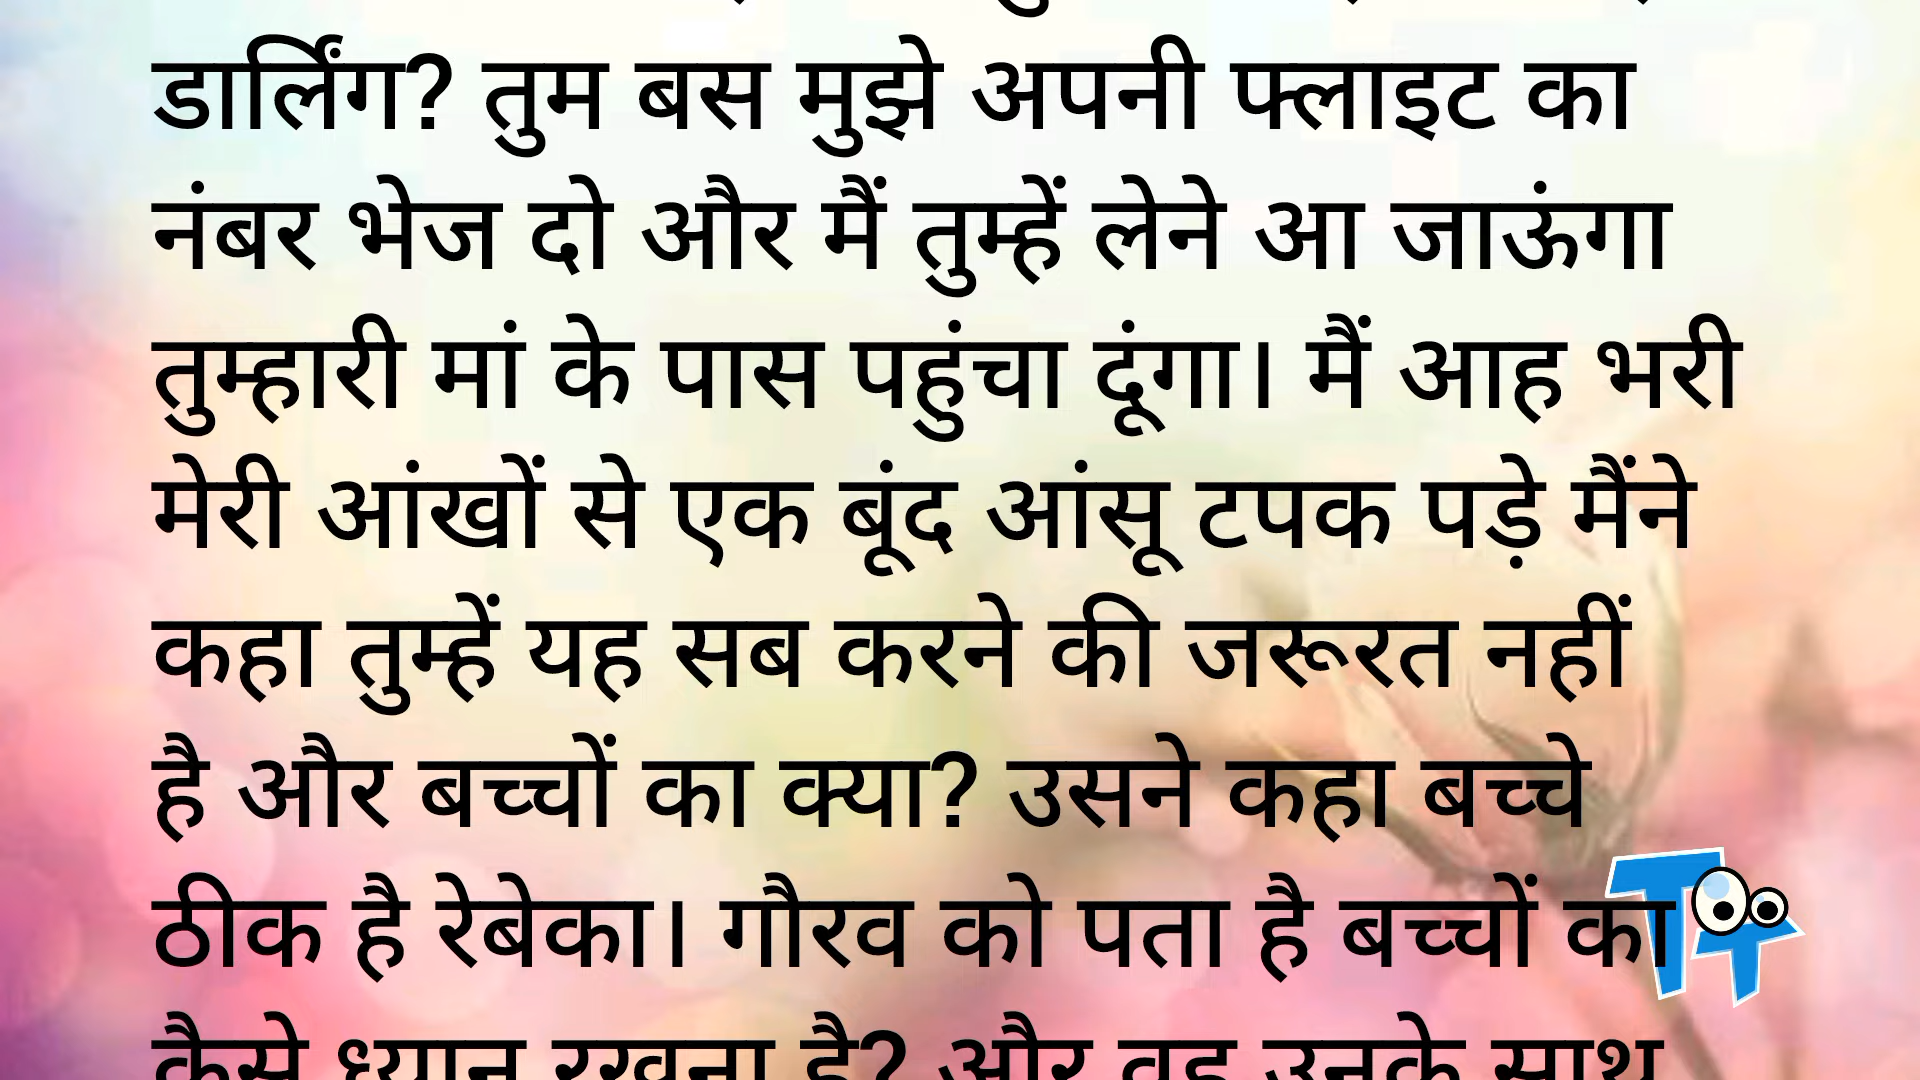 डार्लिंग? तुम बस मुझे अपनी फ्लाइट का
नंबर भेज दो और मैं तुम्हें लेने आ जाऊंगा
तुम्हारी मां के पास पहुंचा दूंगा। मैं आह भरी
मेरी आंखों से एक बूंद आंसू टपक पड़े मैंने
कहा तुम्हें यह सब करने की जरूरत नहीं
है और बच्चों का क्या? उसने कहा बच्चे
ठीक है रेबेका। गौरव को पता है बच्चों का
कैसे ध्यान रखना है? और वह उनके साथ